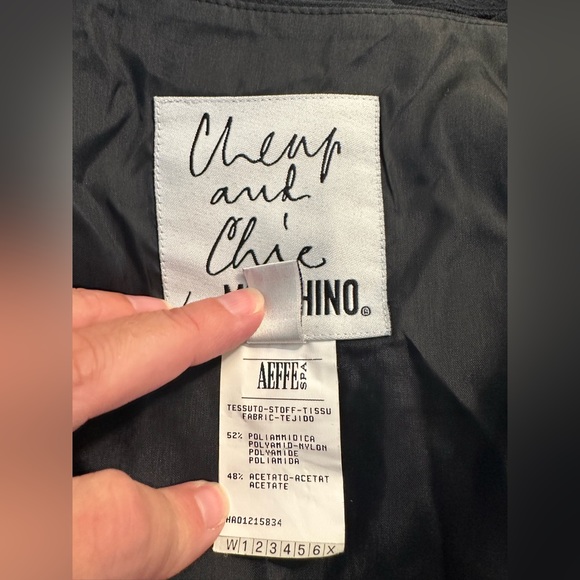 Cheap
and
Chic
HINO®
AEFFE SPA
TESSUTO-STOFF-TISSU
FABRIC-TEJIDO
52% POLIAMMIDICA
POLYAMID-NYLON
POLYAMIDE
POLIAMIDA
48% ACETATO-ACETAT
ACETATE
HAD1215834
W|1|2|3|4|5|6|X